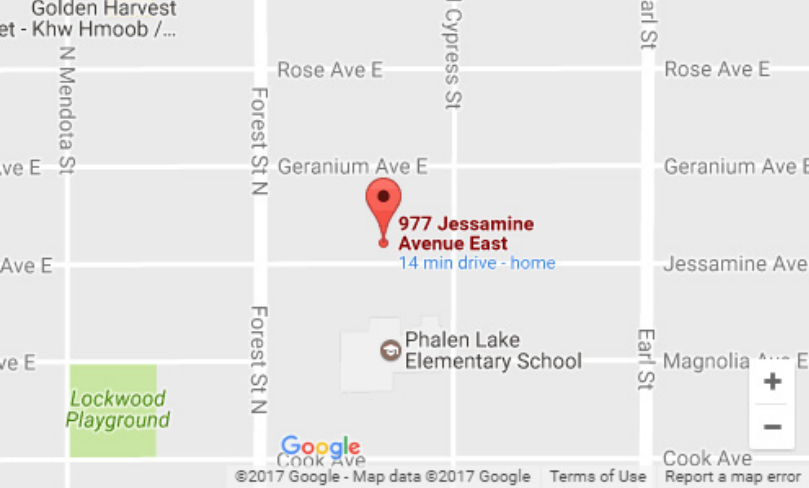 Golden Harvest
et - Khw Hmoob /...
N Mendota St
Forest St N
Cypress St
Earl St
Rose Ave E
Rose Ave E
ve E
Geranium Ave E
Geranium Ave E
977 Jessamine
Avenue East
14 min drive - home
Ave E
Jessamine Ave
Forest St N
Earl St
Phalen Lake
Elementary School
ve E
Magnolia Ave E
Lockwood
Playground
+
−
Google
Cook Ave
Cook Ave
©2017 Google - Map data ©2017 Google
Terms of Use
Report a map error